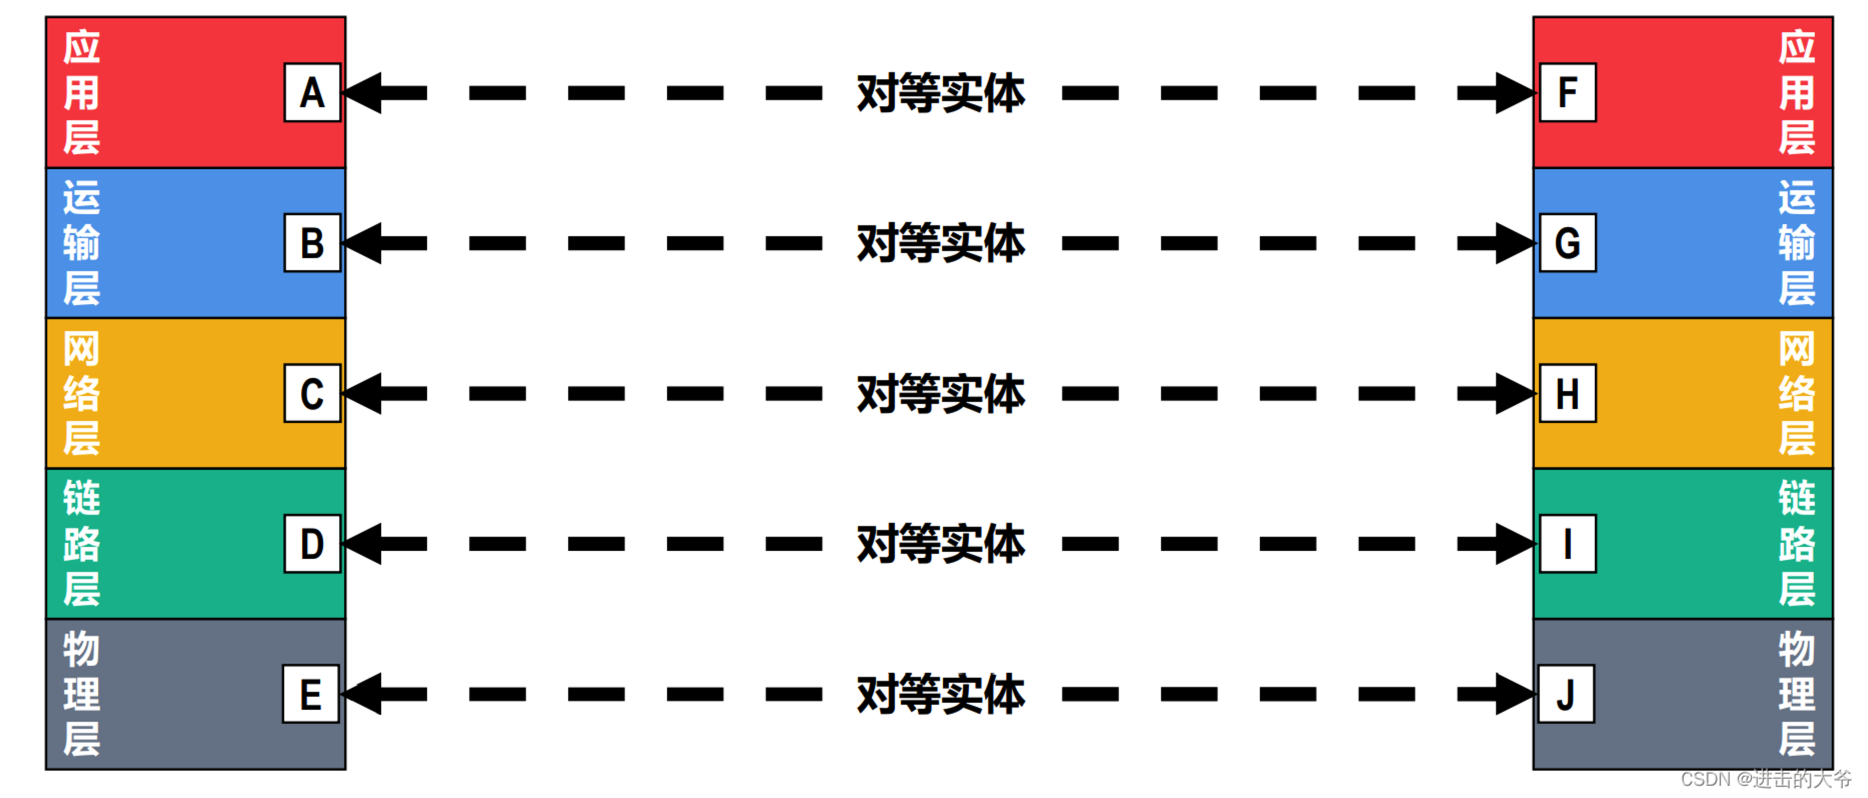 应用层 A 对等实体 F 应用层
运输层 B 对等实体 G 运输层
网络层 C 对等实体 H 网络层
链路层 D 对等实体 I 链路层
物理层 E 对等实体 J 物理层
CSDN @进击的大爷